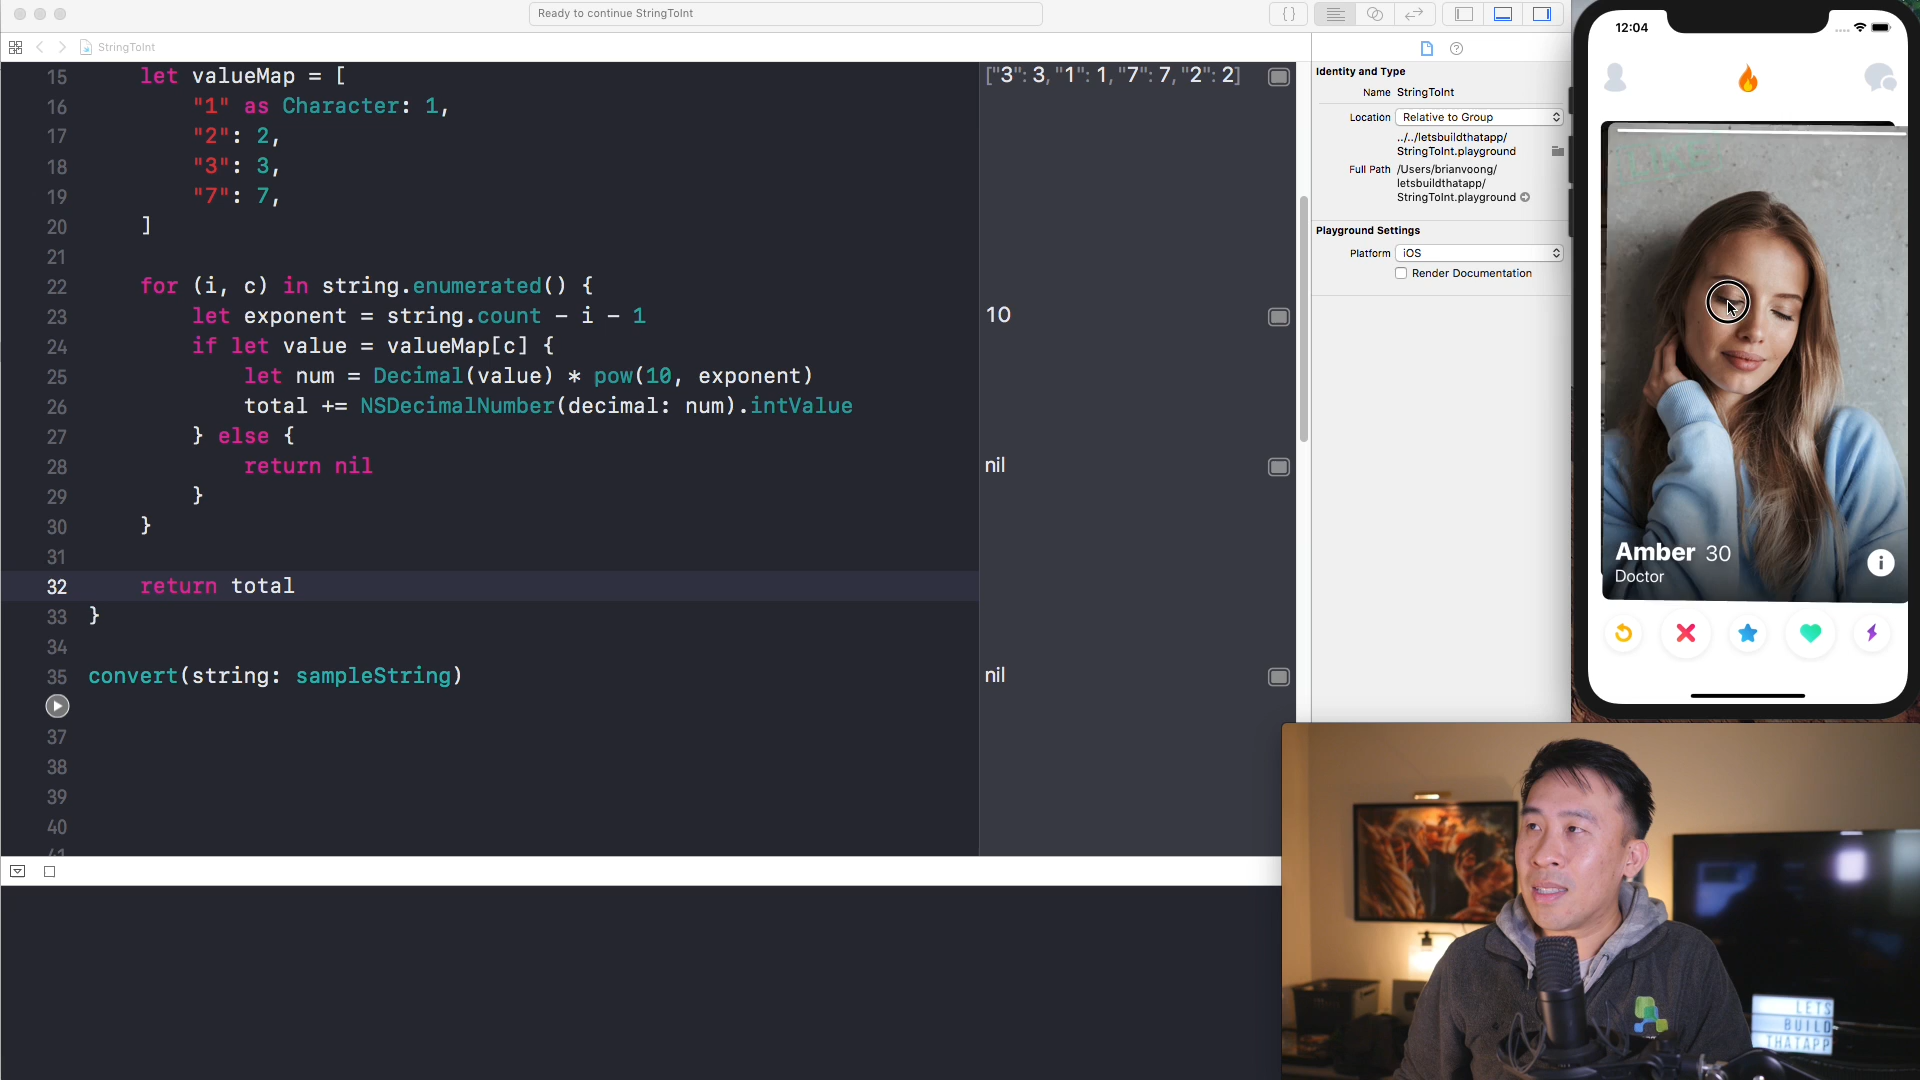 Ready to continue StringToInt
{ }
StringToInt
15 let valueMap = [
["3": 3, "1": 1, "7": 7, "2": 2]
16 "1" as Character: 1,
17 "2": 2,
18 "3": 3,
19 "7": 7,
20 ]
21
22 for (i, c) in string.enumerated() {
23 let exponent = string.count - i - 1
10
24 if let value = valueMap[c] {
25 let num = Decimal(value) * pow(10, exponent)
26 total += NSDecimalNumber(decimal: num).intValue
27 } else {
28 return nil
nil
29 }
30 }
31
32 return total
33 }
34
35 convert(string: sampleString)
nil
37
38
39
40
41
Identity and Type
Name StringToInt
Location Relative to Group
../../letsbuildthatapp/
StringToInt.playground
Full Path /Users/brianvoong/
letsbuildthatapp/
StringToInt.playground
Playground Settings
Platform iOS
Render Documentation
12:04
LIKE
Amber 30
Doctor
LETS
BUILD
THATAPP